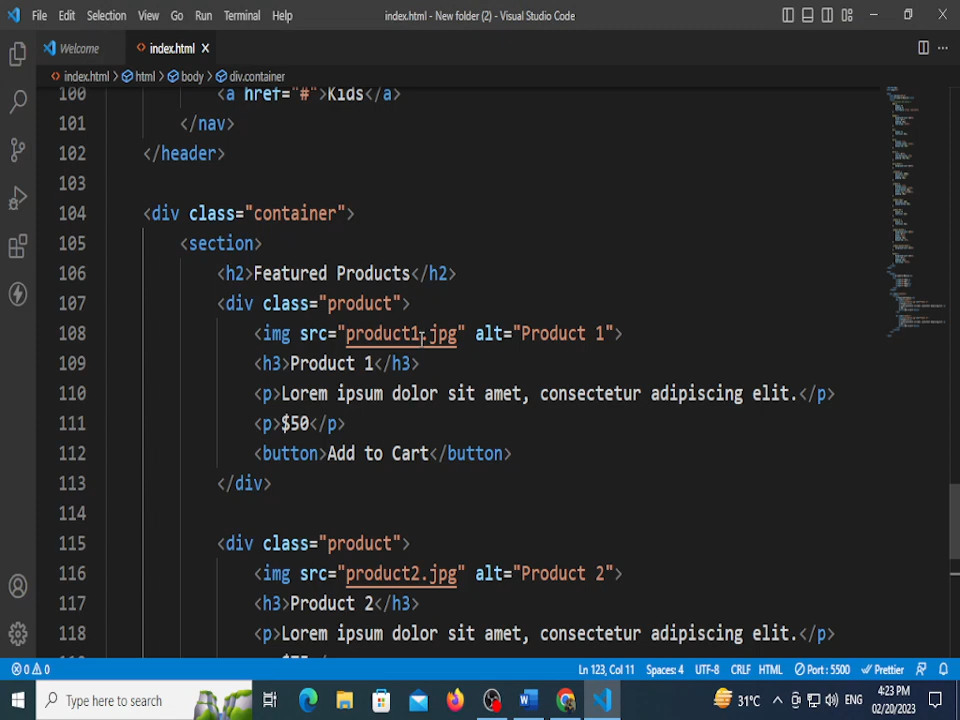 File Edit Selection View Go Run Terminal Help index.html - New folder (2) - Visual Studio Code
Welcome index.html
index.html > html > body > div.container
100 <a href="#">Kids</a>
101 </nav>
102 </header>
103
104 <div class="container">
105 <section>
106 <h2>Featured Products</h2>
107 <div class="product">
108 <img src="product1.jpg" alt="Product 1">
109 <h3>Product 1</h3>
110 <p>Lorem ipsum dolor sit amet, consectetur adipiscing elit.</p>
111 <p>$50</p>
112 <button>Add to Cart</button>
113 </div>
114
115 <div class="product">
116 <img src="product2.jpg" alt="Product 2">
117 <h3>Product 2</h3>
118 <p>Lorem ipsum dolor sit amet, consectetur adipiscing elit.</p>
0 0 Ln 123, Col 11 Spaces: 4 UTF-8 CRLF HTML Port : 5500 Prettier
Type here to search 31°C ENG 4:23 PM
02/20/2023